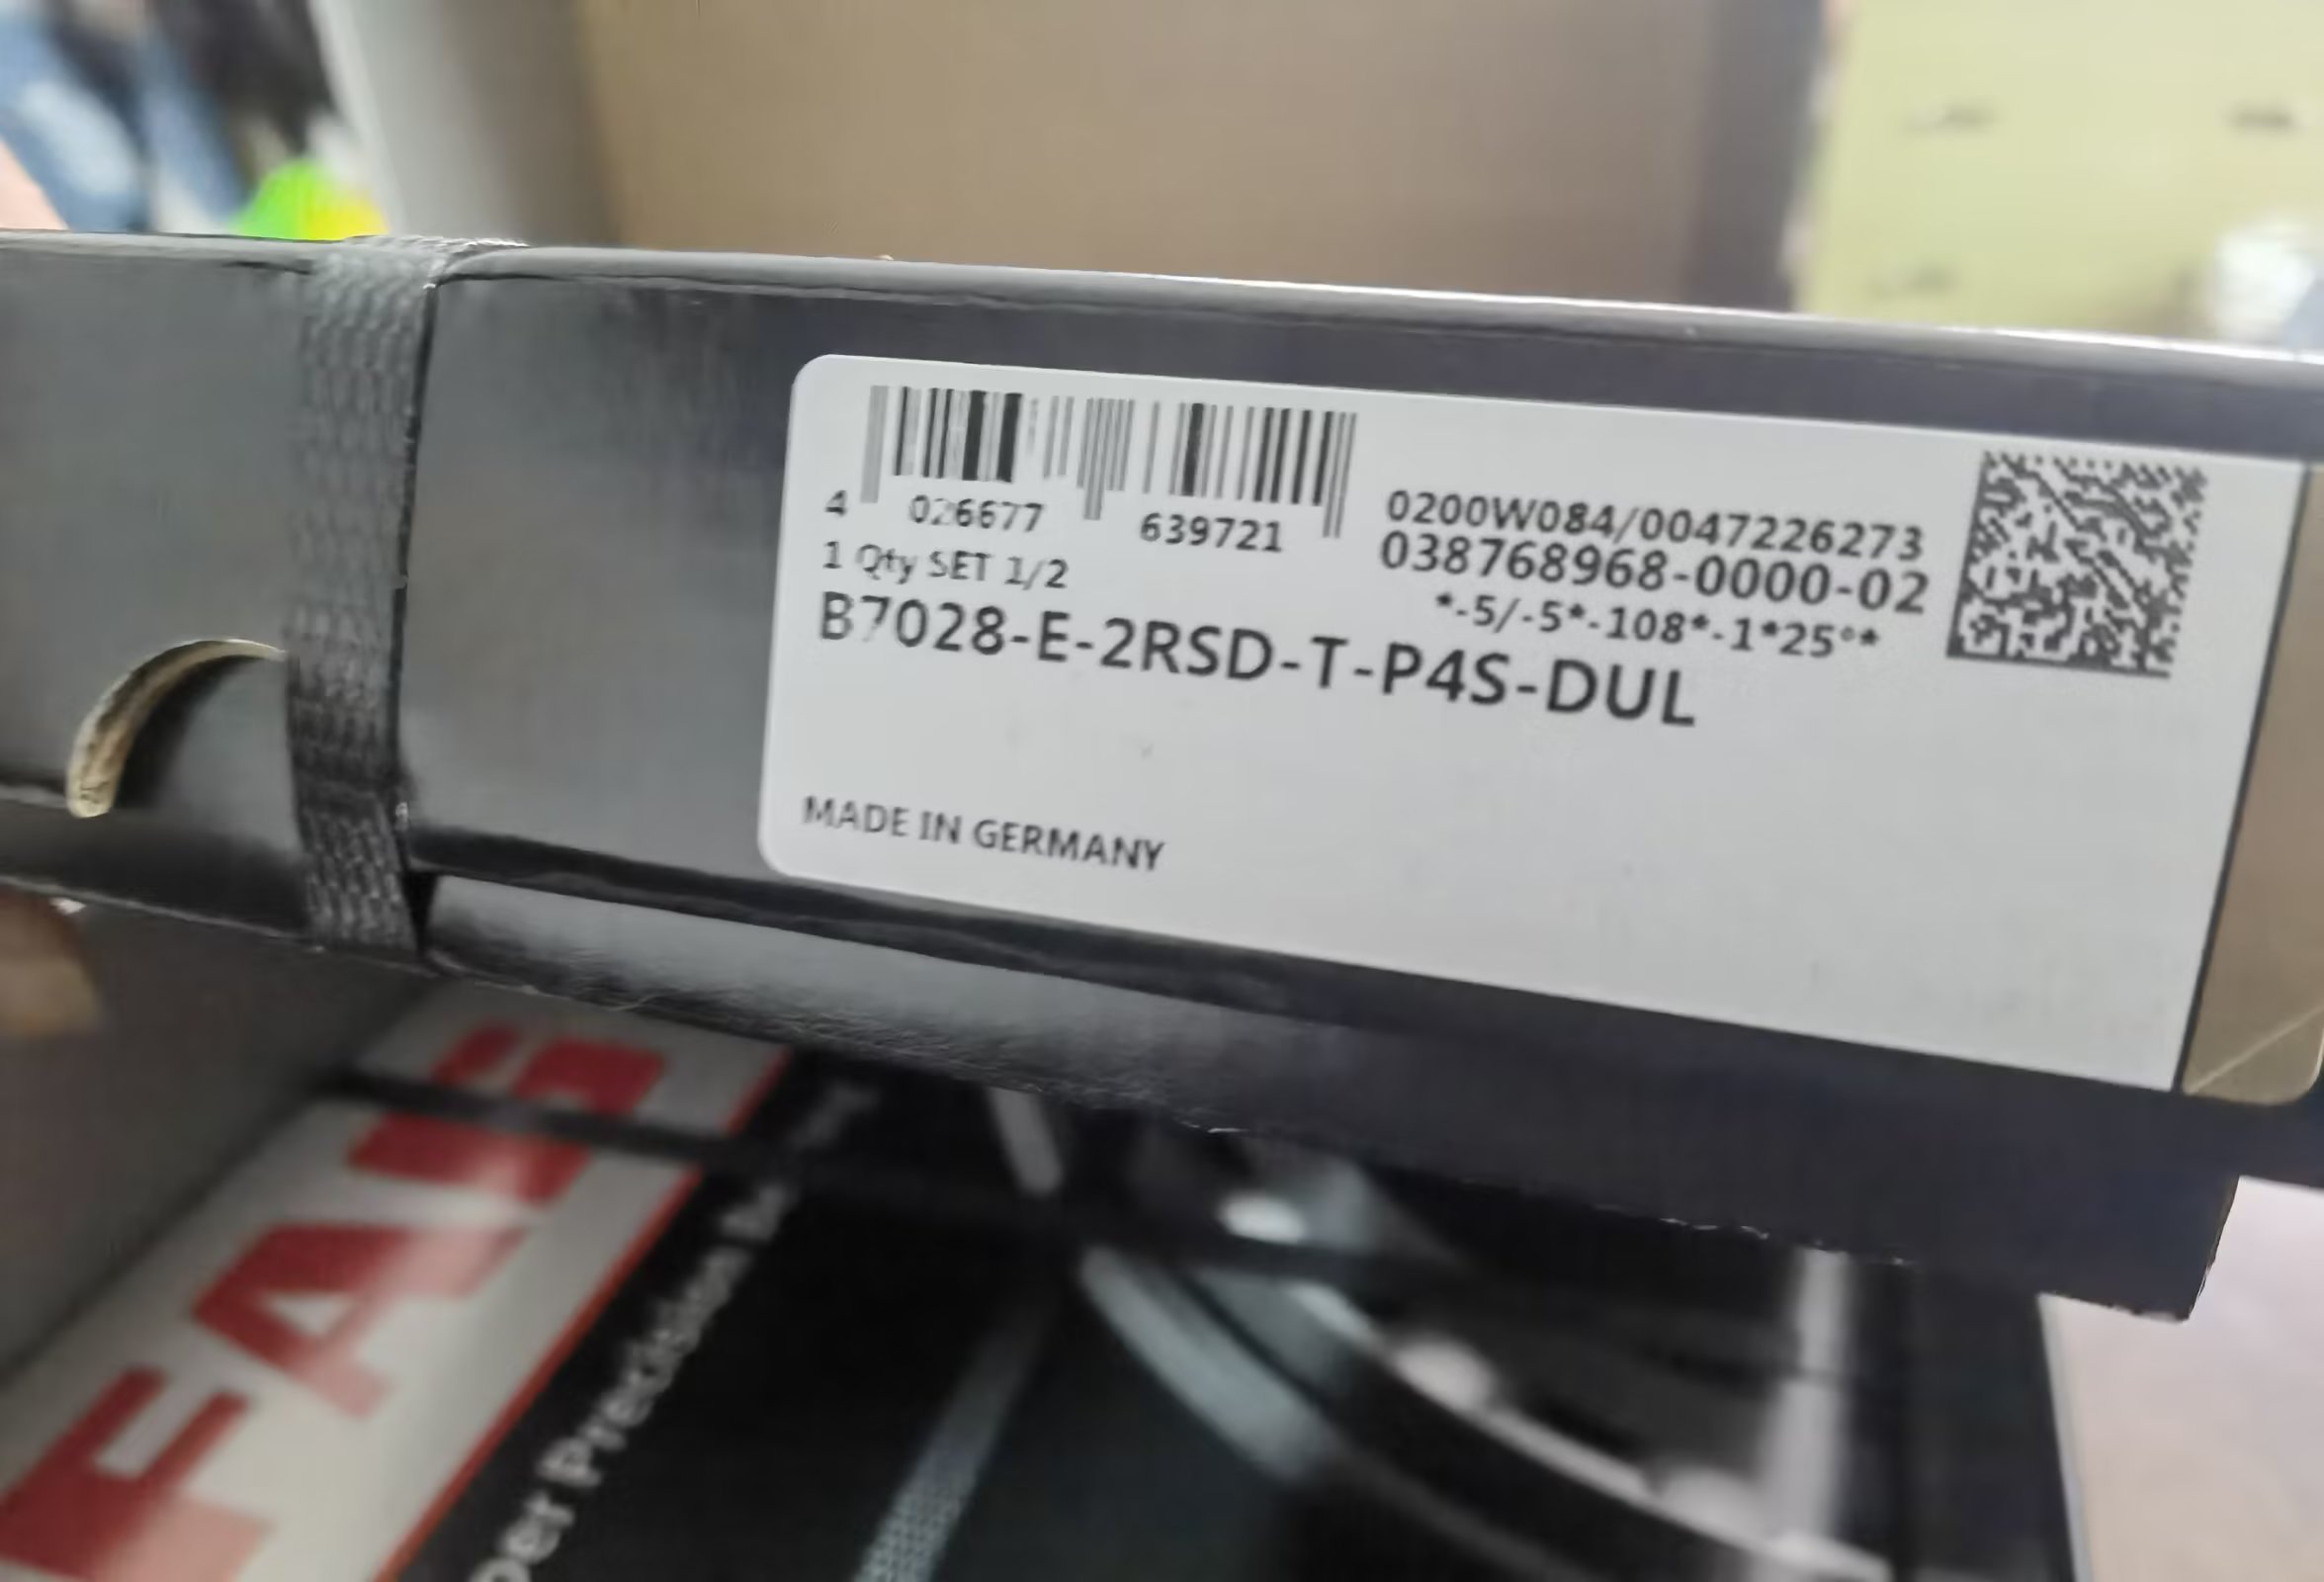 4 026677 639721
1 Qty SET 1/2
0200W084/0047226273
038768968-0000-02
*-5/-5*-108*-1*25°*
B7028-E-2RSD-T-P4S-DUL
MADE IN GERMANY
FAG
Precision